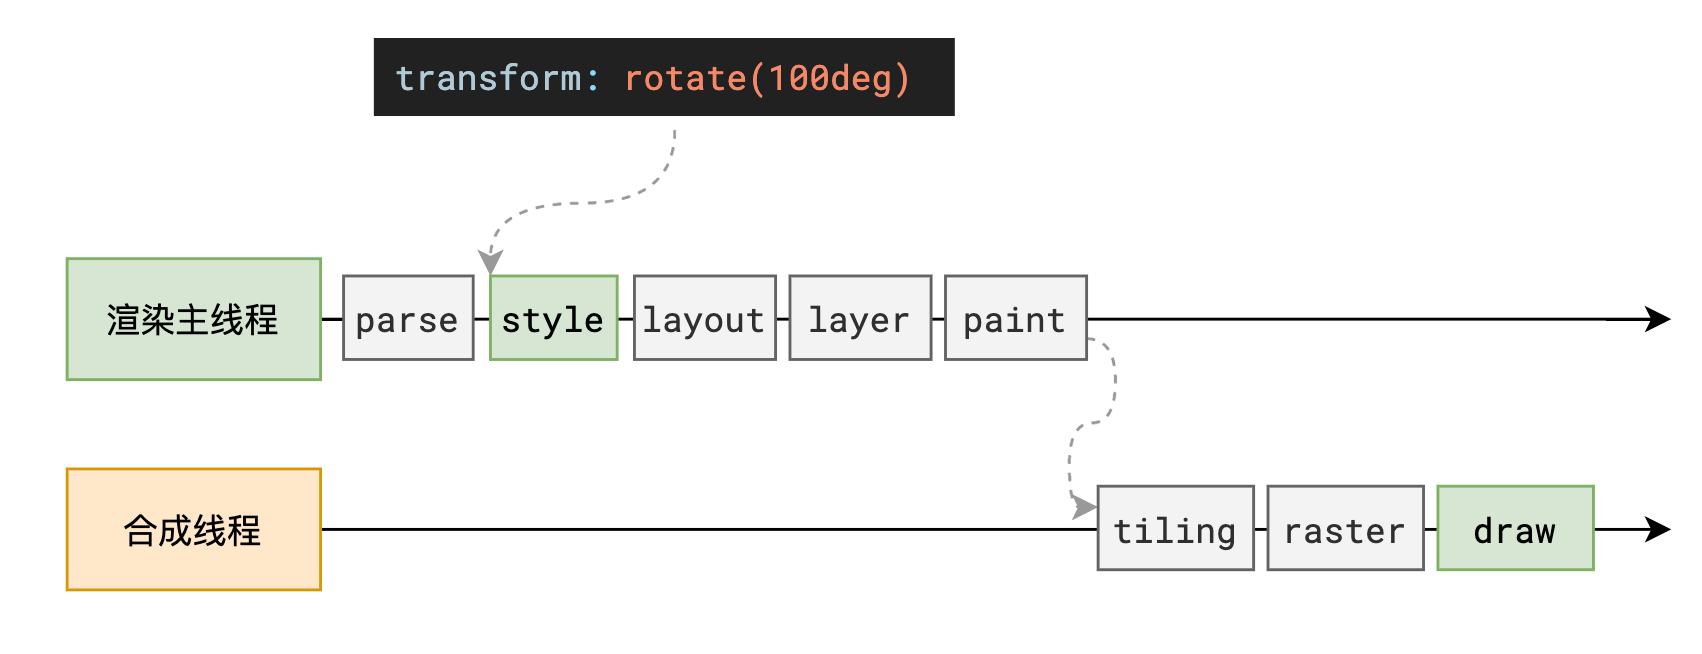 transform: rotate(100deg)
渲染主线程
parse
style
layout
layer
paint
合成线程
tiling
raster
draw